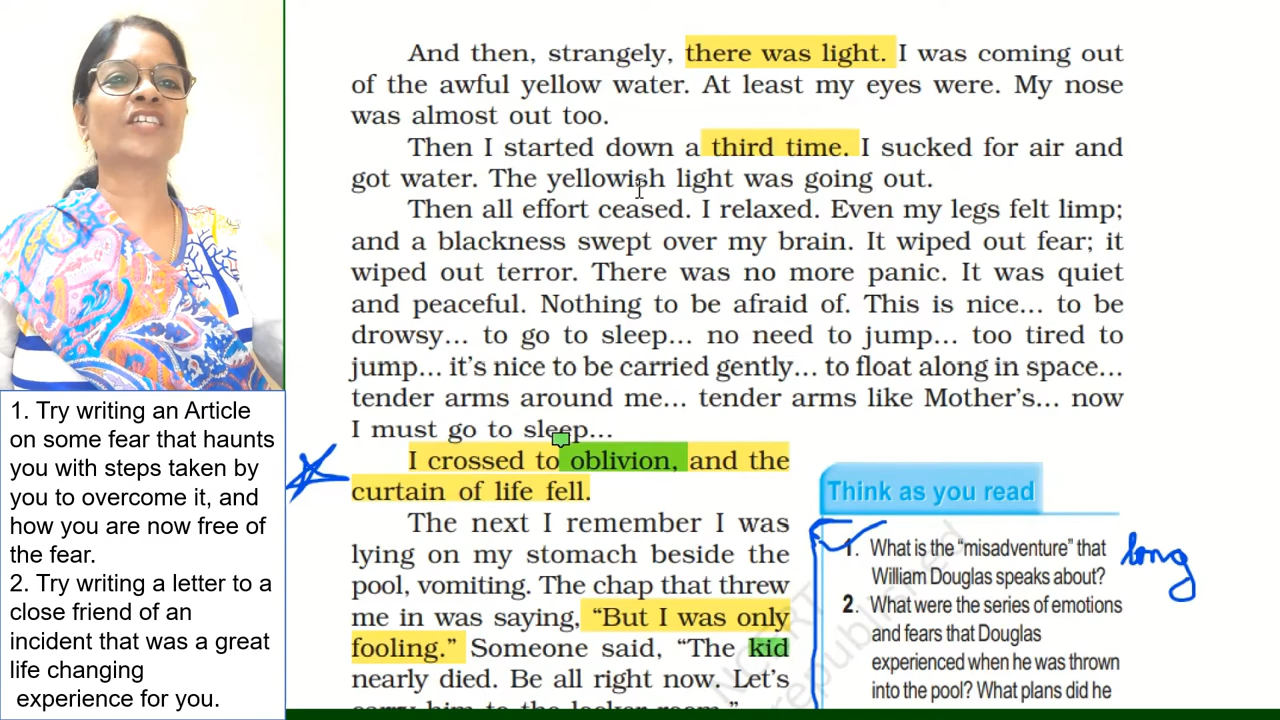 And then, strangely, there was light. I was coming out
of the awful yellow water. At least my eyes were. My nose
was almost out too.
Then I started down a third time. I sucked for air and
got water. The yellowish light was going out.
Then all effort ceased. I relaxed. Even my legs felt limp;
and a blackness swept over my brain. It wiped out fear; it
wiped out terror. There was no more panic. It was quiet
and peaceful. Nothing to be afraid of. This is nice... to be
drowsy... to go to sleep... no need to jump... too tired to
jump... it's nice to be carried gently... to float along in space...
tender arms around me... tender arms like Mother's... now
I must go to sleep...
I crossed to oblivion, and the
curtain of life fell.
The next I remember I was
lying on my stomach beside the
pool, vomiting. The chap that threw
me in was saying, “But I was only
fooling.” Someone said, “The kid
nearly died. Be all right now. Let's
carry him to the locker room.”
Think as you read
1. What is the “misadventure” that
William Douglas speaks about?
long
2. What were the series of emotions
and fears that Douglas
experienced when he was thrown
into the pool? What plans did he
1. Try writing an Article
on some fear that haunts
you with steps taken by
you to overcome it, and
how you are now free of
the fear.
2. Try writing a letter to a
close friend of an
incident that was a great
life changing
experience for you.
NCERT
republished